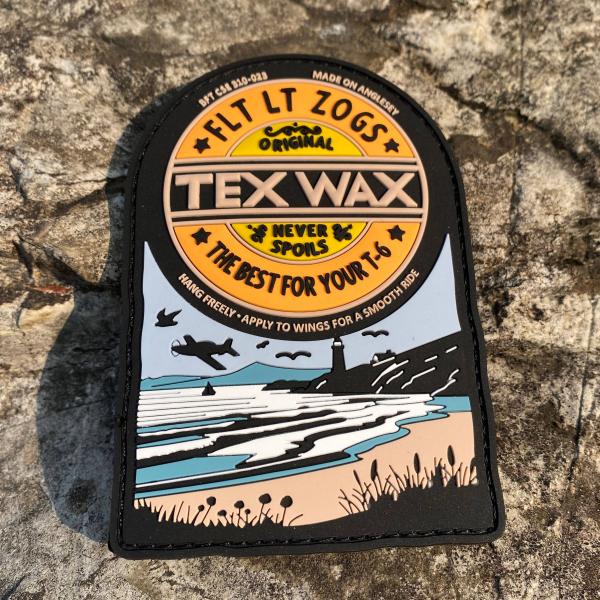 BFT CSE 310-023
MADE ON ANGLESEY
FLT LT ZOGS
ORIGINAL
TEX WAX
NEVER
SPOILS
THE BEST FOR YOUR T-6
HANG FREELY • APPLY TO WINGS FOR A SMOOTH RIDE